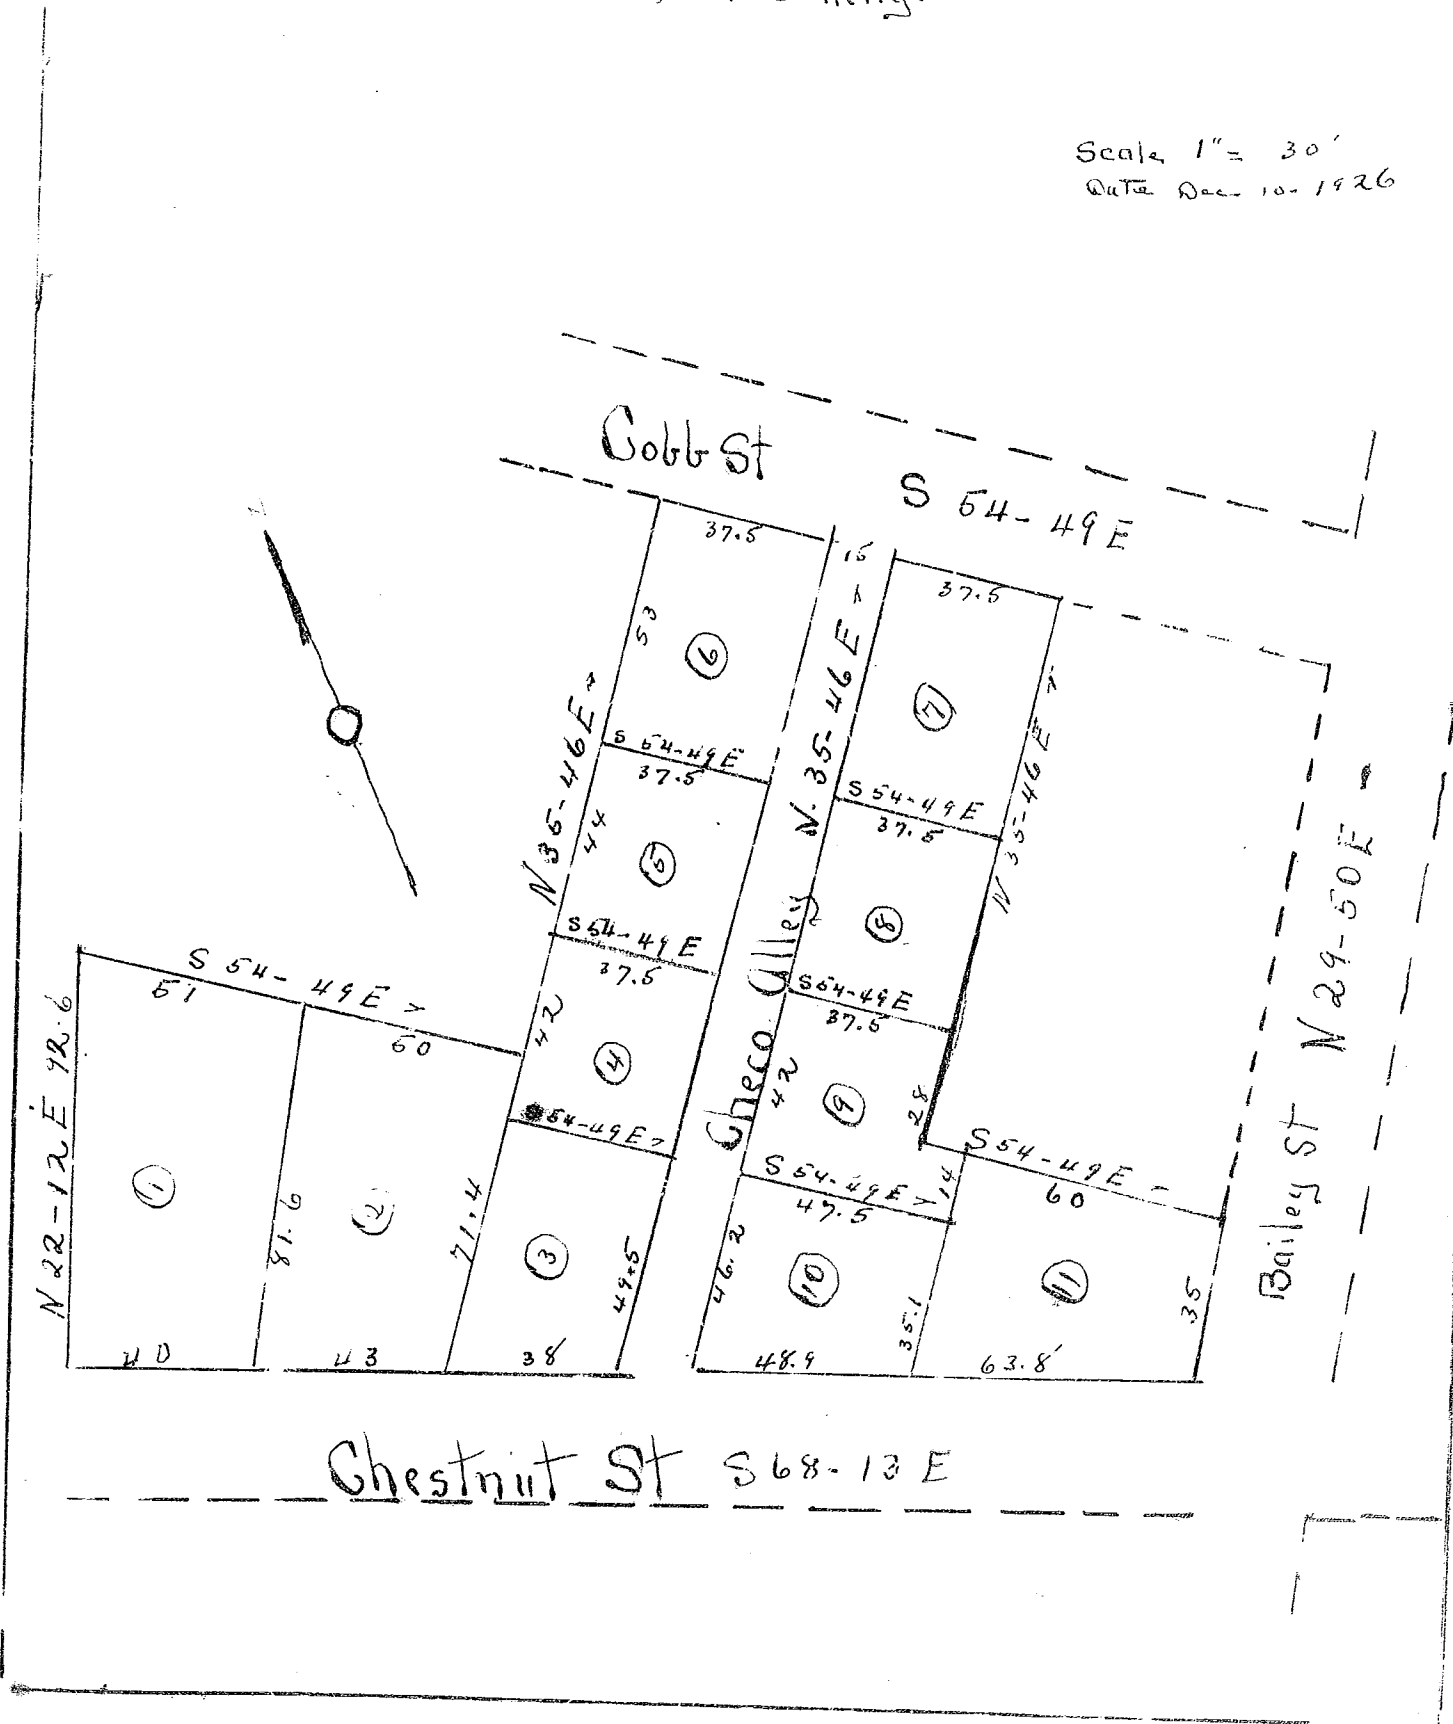 Scale 1" = 30'
Date Dec - 10 - 1926
Cobb St
S 54-49 E
37.5
15
37.5
53
6
N 35-46 E
N. 35-46 E
7
N 35-46 E
S 54-49 E
37.5
S 54-49 E
37.5
44
5
8
N 29-50 E
S 54-49 E
37.5
S 54-49 E
37.5
Checo Alley
S 54-49 E
51
60
42
4
42
9
28
N 22-12 E 92.6
54-49 E
S 54-49 E
47.5
14
S 54-49 E
60
1
81.6
2
71.4
3
49.5
46.2
10
35.1
11
35
Bailey St
40
43
38
48.9
63.8'
Chestnut St S 68-13 E